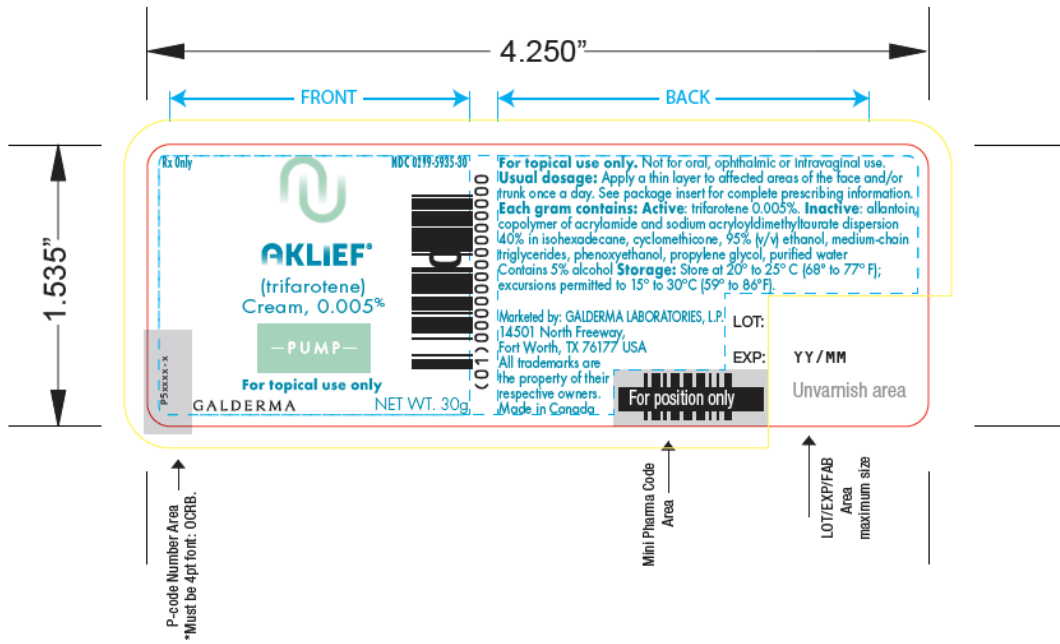 4.250”
FRONT
BACK
1.535”
Rx Only
NDC 0299-5935-30
AKLIEF®
(trifarotene)
Cream, 0.005%
—PUMP—
For topical use only
GALDERMA
NET WT. 30g
P5xxxx-x
(01)00000000000000
For topical use only. Not for oral, ophthalmic or intravaginal use.
Usual dosage: Apply a thin layer to affected areas of the face and/or
trunk once a day. See package insert for complete prescribing information.
Each gram contains: Active: trifarotene 0.005%. Inactive: allantoin,
copolymer of acrylamide and sodium acryloyldimethyltaurate dispersion
40% in isohexadecane, cyclomethicone, 95% (v/v) ethanol, medium-chain
triglycerides, phenoxyethanol, propylene glycol, purified water
Contains 5% alcohol Storage: Store at 20° to 25° C (68° to 77° F);
excursions permitted to 15° to 30°C (59° to 86°F).
Marketed by: GALDERMA LABORATORIES, L.P.
14501 North Freeway,
Fort Worth, TX 76177 USA
All trademarks are
the property of their
respective owners.
Made in Canada
LOT:
EXP: YY/MM
Unvarnish area
For position only
P-code Number Area
*Must be 4pt font: OCRB.
Mini Pharma Code
Area
LOT/EXP/FAB
Area
maximum size